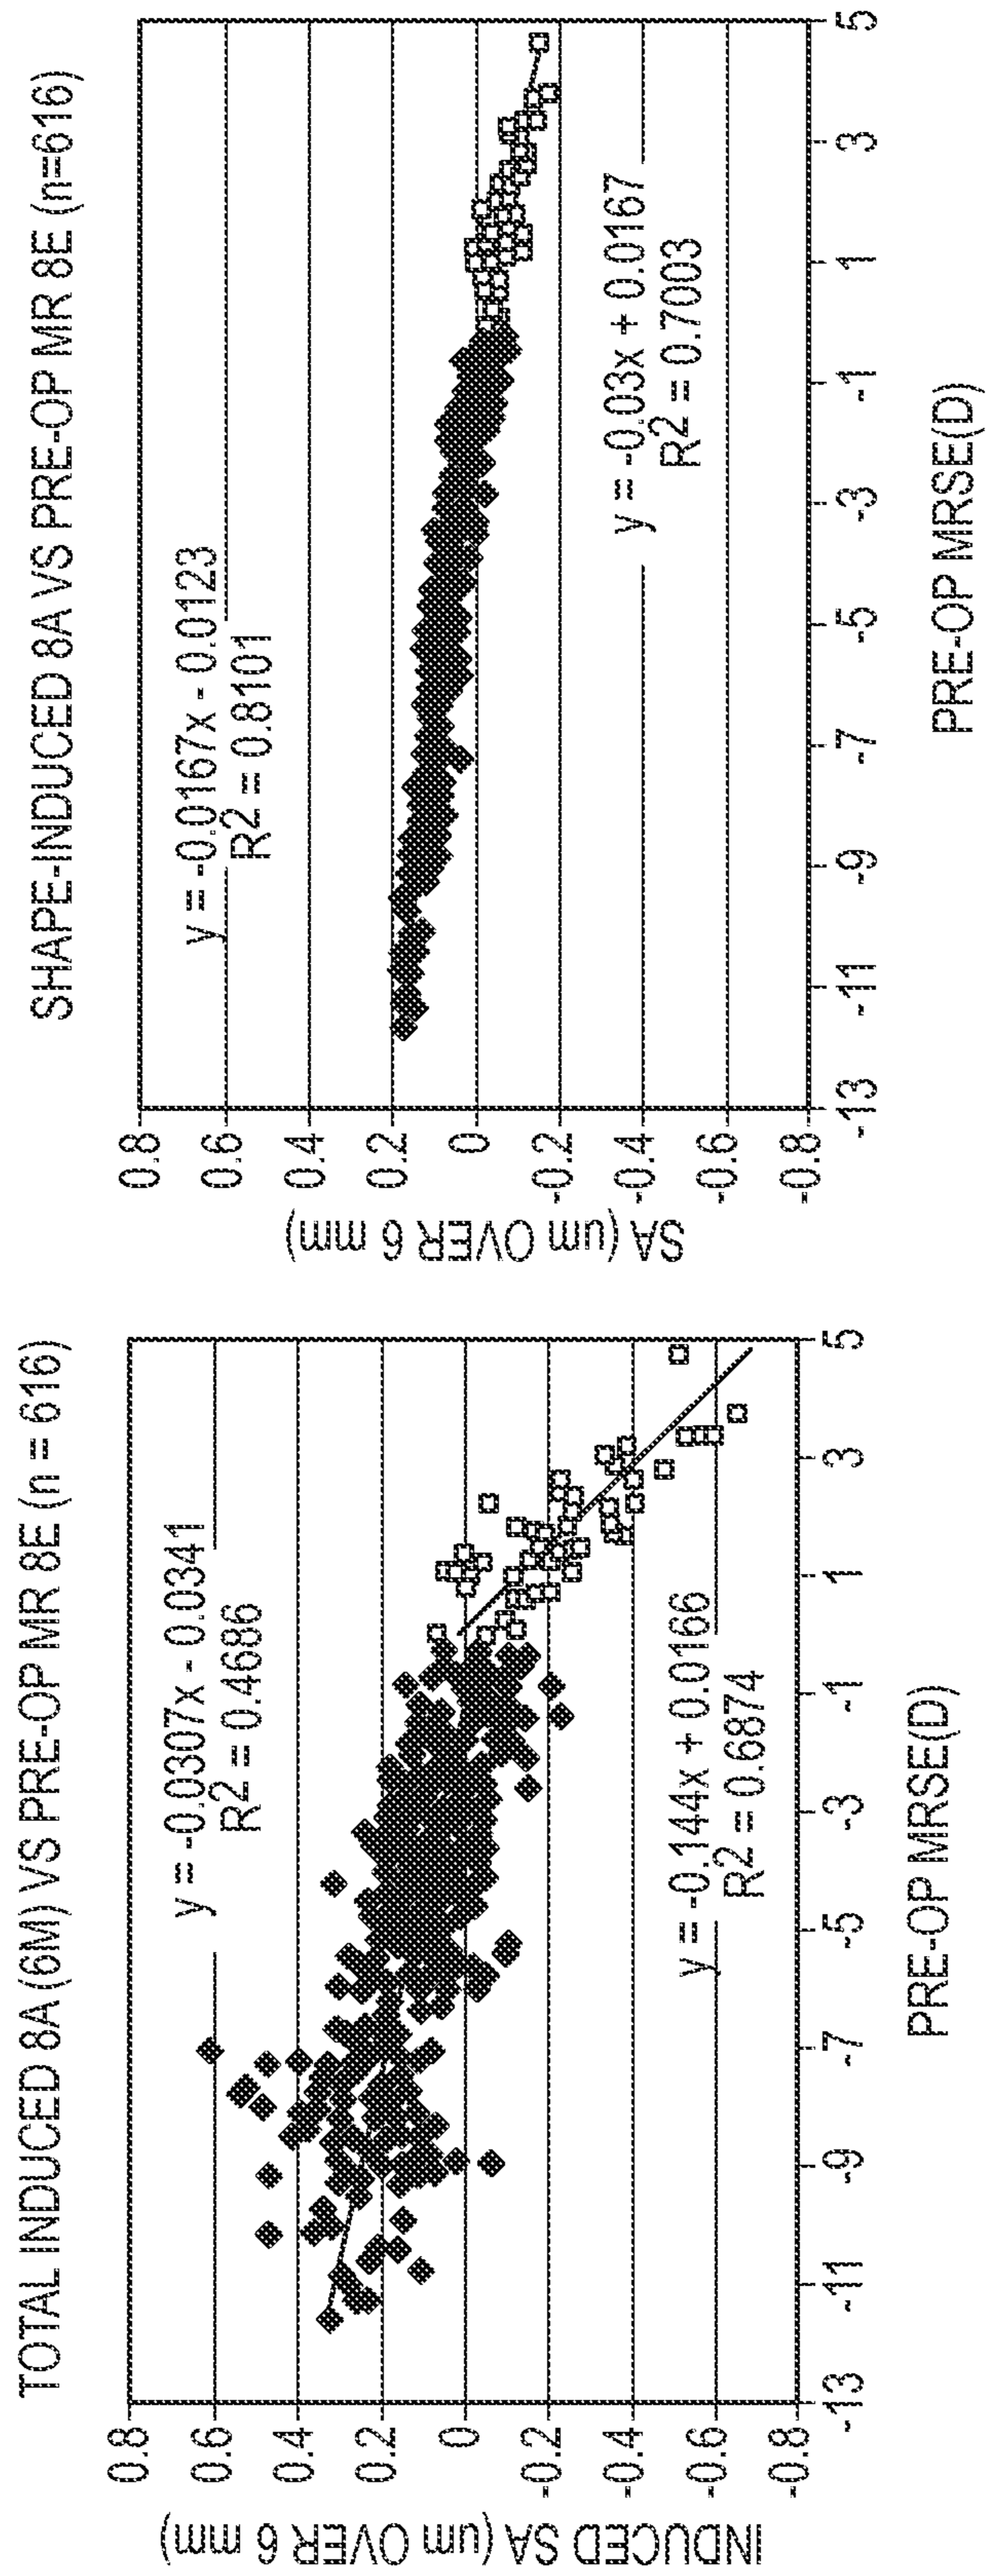 TOTAL INDUCED 8A (6M) VS PRE-OP MR 8E (n = 616)
INDUCED SA (um OVER 6 mm)
0.8
0.6
0.4
0.2
0
-0.2
-0.4
-0.6
-0.8
y = -0.0307x - 0.0341
R2 = 0.4686
y = -0.144x + 0.0166
R2 = 0.6874
-13 -11 -9 -7 -5 -3 -1 1 3 5
PRE-OP MRSE(D)
SHAPE-INDUCED 8A VS PRE-OP MR 8E (n=616)
SA (um OVER 6 mm)
0.8
0.6
0.4
0.2
0
-0.2
-0.4
-0.6
-0.8
y = -0.0167x - 0.0123
R2 = 0.8101
y = -0.03x + 0.0167
R2 = 0.7003
-13 -11 -9 -7 -5 -3 -1 1 3 5
PRE-OP MRSE(D)